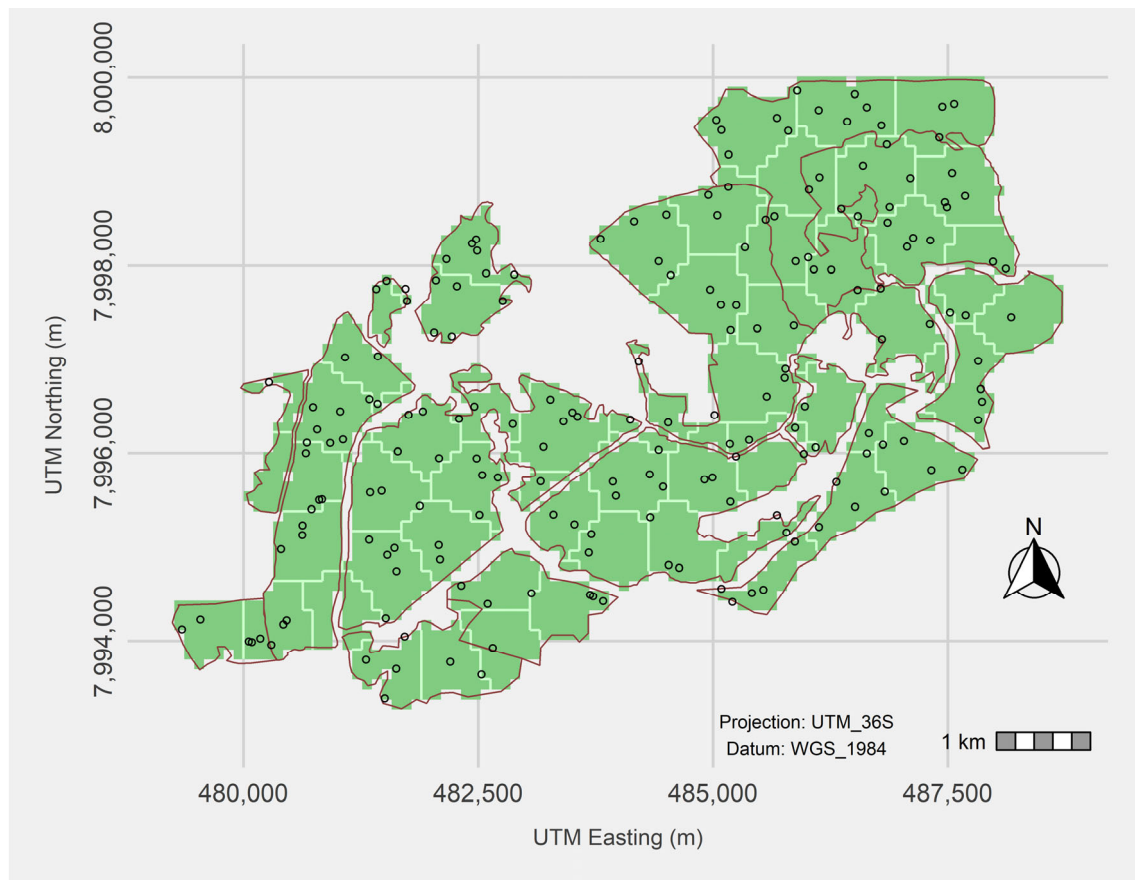 8,000,000
7,998,000
7,996,000
7,994,000
UTM Northing (m)
N
Projection: UTM_36S
Datum: WGS_1984
1 km
480,000
482,500
485,000
487,500
UTM Easting (m)